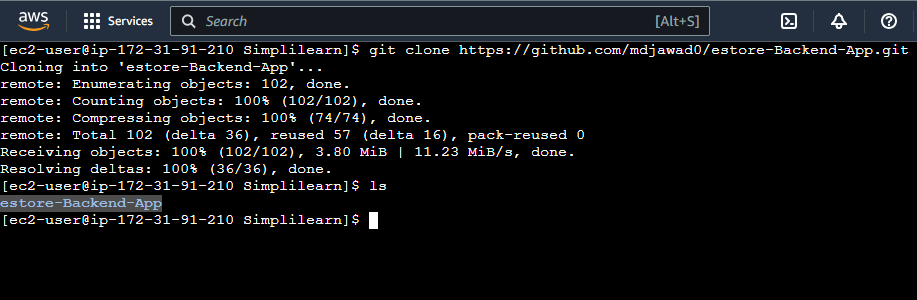 aws
Services
Search
[Alt+S]
[ec2-user@ip-172-31-91-210 Simplilearn]$ git clone https://github.com/mdjawad0/estore-Backend-App.git
Cloning into 'estore-Backend-App'...
remote: Enumerating objects: 102, done.
remote: Counting objects: 100% (102/102), done.
remote: Compressing objects: 100% (74/74), done.
remote: Total 102 (delta 36), reused 57 (delta 16), pack-reused 0
Receiving objects: 100% (102/102), 3.80 MiB | 11.23 MiB/s, done.
Resolving deltas: 100% (36/36), done.
[ec2-user@ip-172-31-91-210 Simplilearn]$ ls
estore-Backend-App
[ec2-user@ip-172-31-91-210 Simplilearn]$